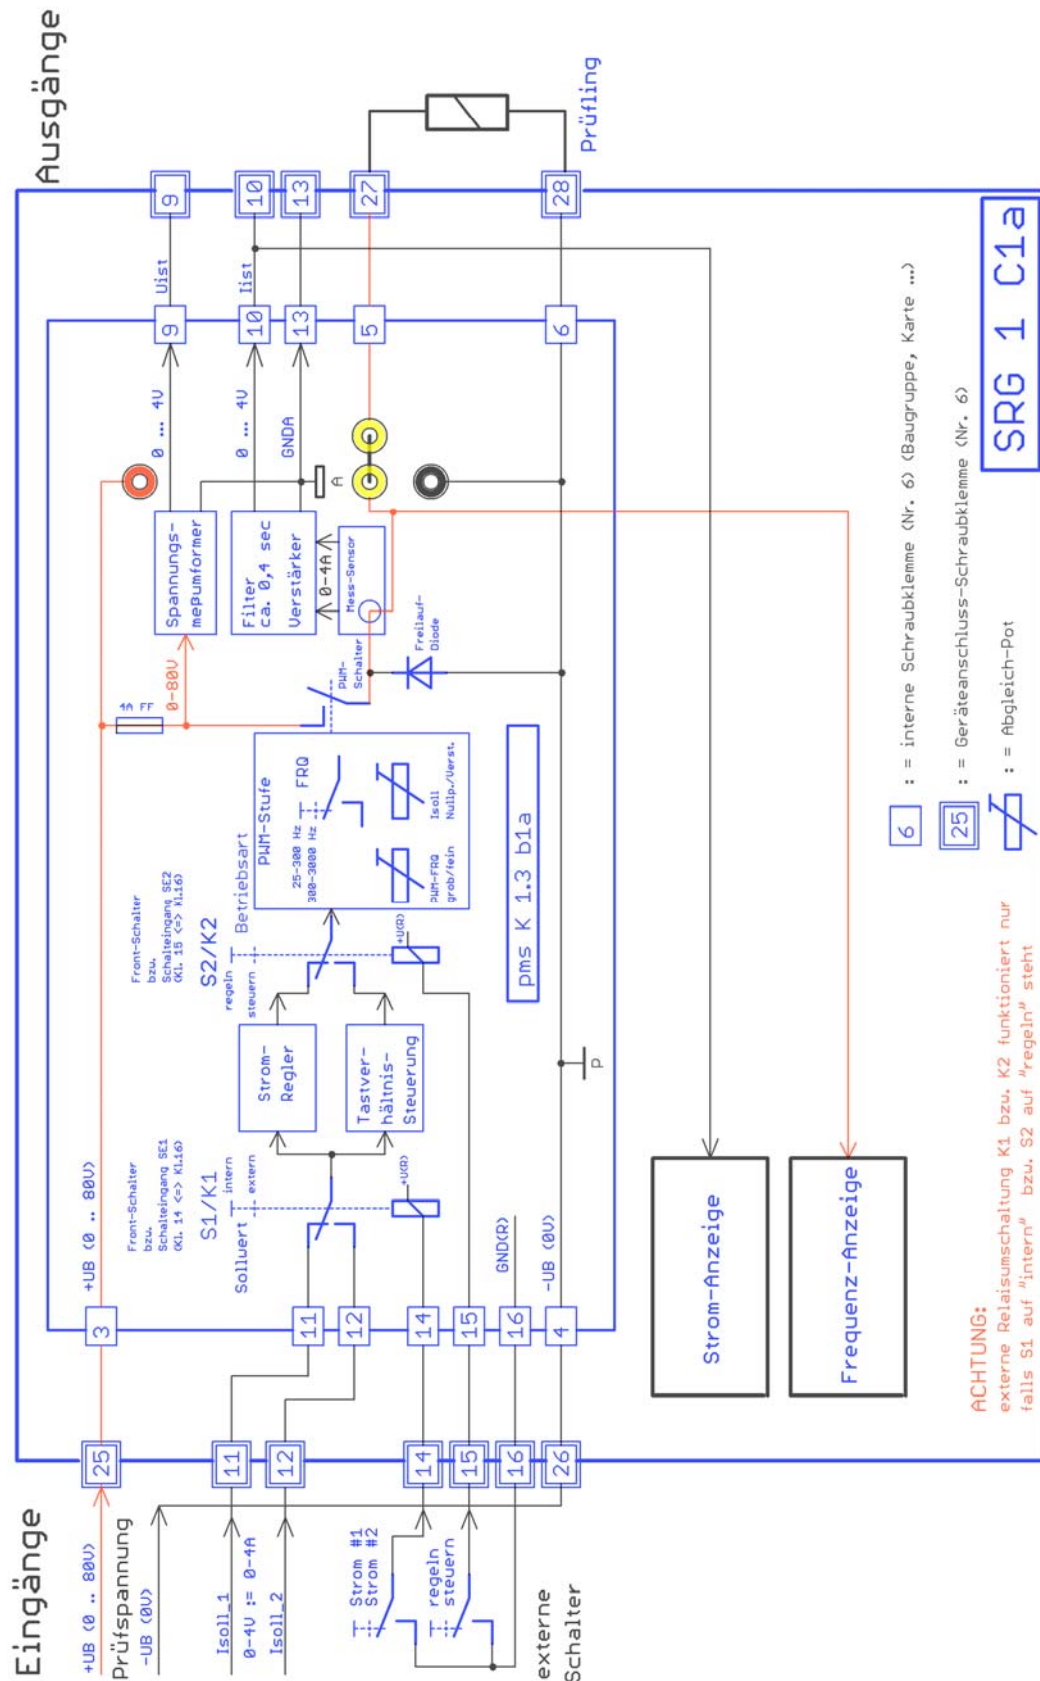 Eingänge
Ausgänge
+UB (0 .. 80V)
25
3
+UB (0 .. 80V)
Prüfspannung
-UB (0V)
Isoll_1
0-4V := 0-4A
Isoll_2
11
12
11
12
Strom #1
Strom #2
regeln
steuern
externe
Schalter
14
15
16
26
14
15
16
4
GND(R)
-UB (0V)
Front-Schalter
bzw.
Schalteingang SE1
(Kl. 14 <=> Kl.16)
S1/K1
Sollwert
intern
extern
+U(R)
Strom-
Regler
Tastver-
hältnis-
Steuerung
Front-Schalter
bzw.
Schalteingang SE2
(Kl. 15 <=> Kl.16)
S2/K2
regeln
steuern
Betriebsart
+U(R)
P
PWM-Stufe
25-300 Hz
300-3000 Hz
FRQ
PWM-FRQ
grob/fein
Isoll
Nullp./Verst.
pms K 1.3 b1a
4A FF
0-80V
PWM-
Schalter
Freilauf-
Diode
Spannungs-
meßumformer
Filter
ca. 0,4 sec
Verstärker
0-4A
Mess-Sensor
0 ... 4V
0 ... 4V
GNDA
A
9
10
13
5
6
Uist
Iist
9
10
13
27
28
Prüfling
Strom-Anzeige
Frequenz-Anzeige
6
: = interne Schraubklemme (Nr. 6) (Baugruppe, Karte ...)
25
: = Geräteanschluss-Schraubklemme (Nr. 6)
: = Abgleich-Pot
SRG 1 C1a
ACHTUNG:
externe Relaisumschaltung K1 bzw. K2 funktioniert nur
falls S1 auf "intern" bzw. S2 auf "regeln" steht